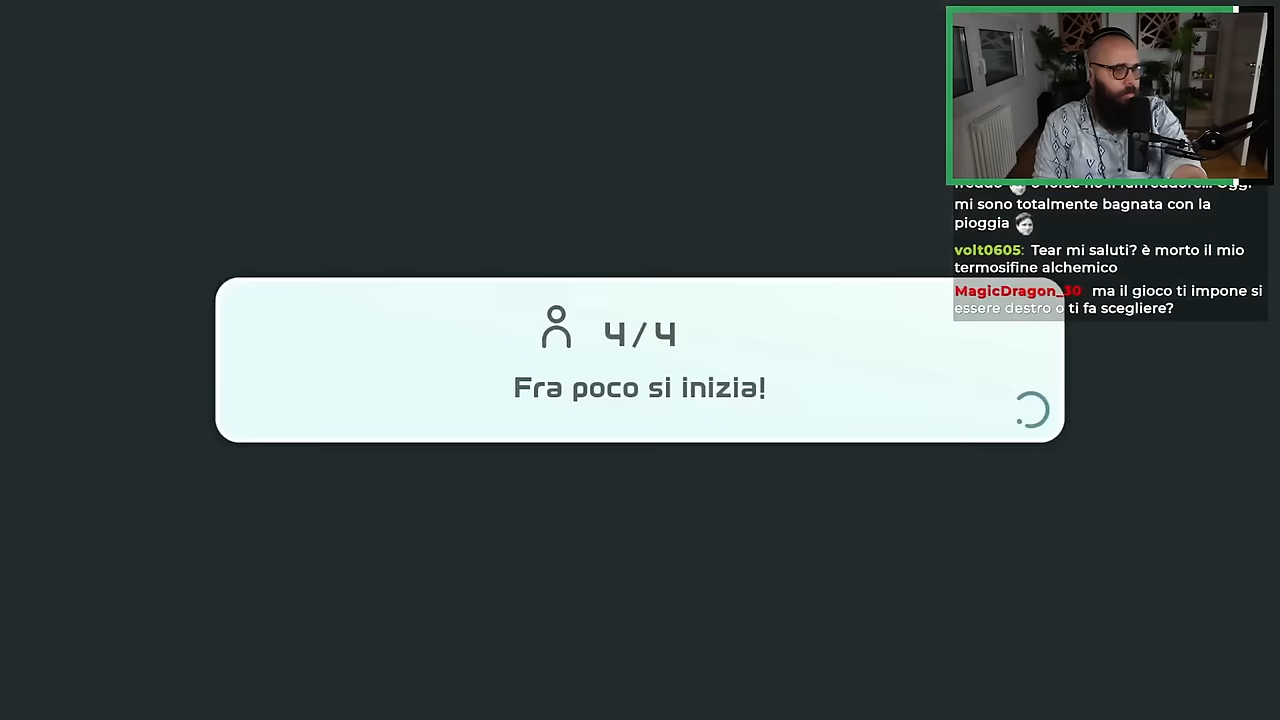 mi sono totalmente bagnata con la
pioggia
volt0605: Tear mi saluti? è morto il mio
termosifine alchemico
MagicDragon_30 ma il gioco ti impone si
essere destro o ti fa scegliere?
4/4
Fra poco si inizia!